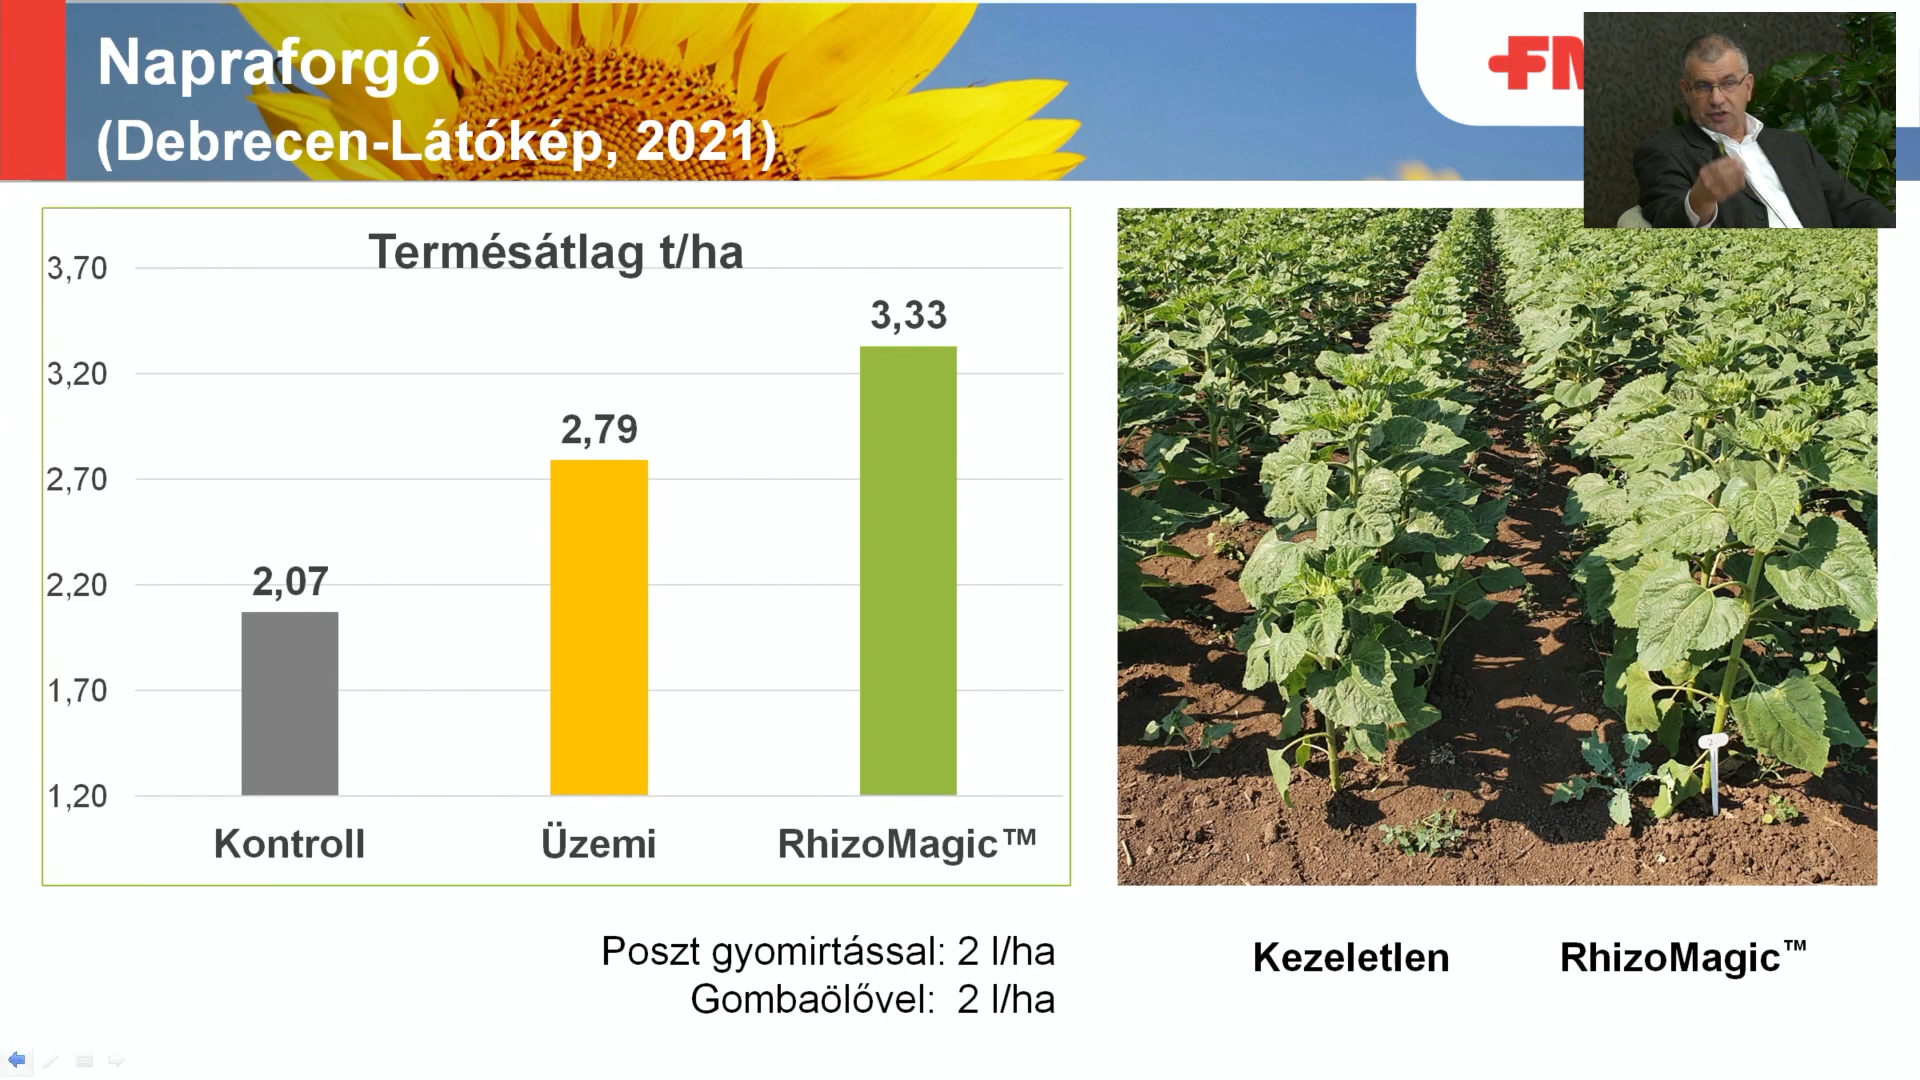 Napraforgó
(Debrecen-Látókép, 2021)
Termésátlag t/ha
3,70
3,20
2,70
2,20
1,70
1,20
2,07
2,79
3,33
Kontroll
Üzemi
RhizoMagic™
Poszt gyomirtással: 2 l/ha
Gombaölővel: 2 l/ha
Kezeletlen
RhizoMagic™